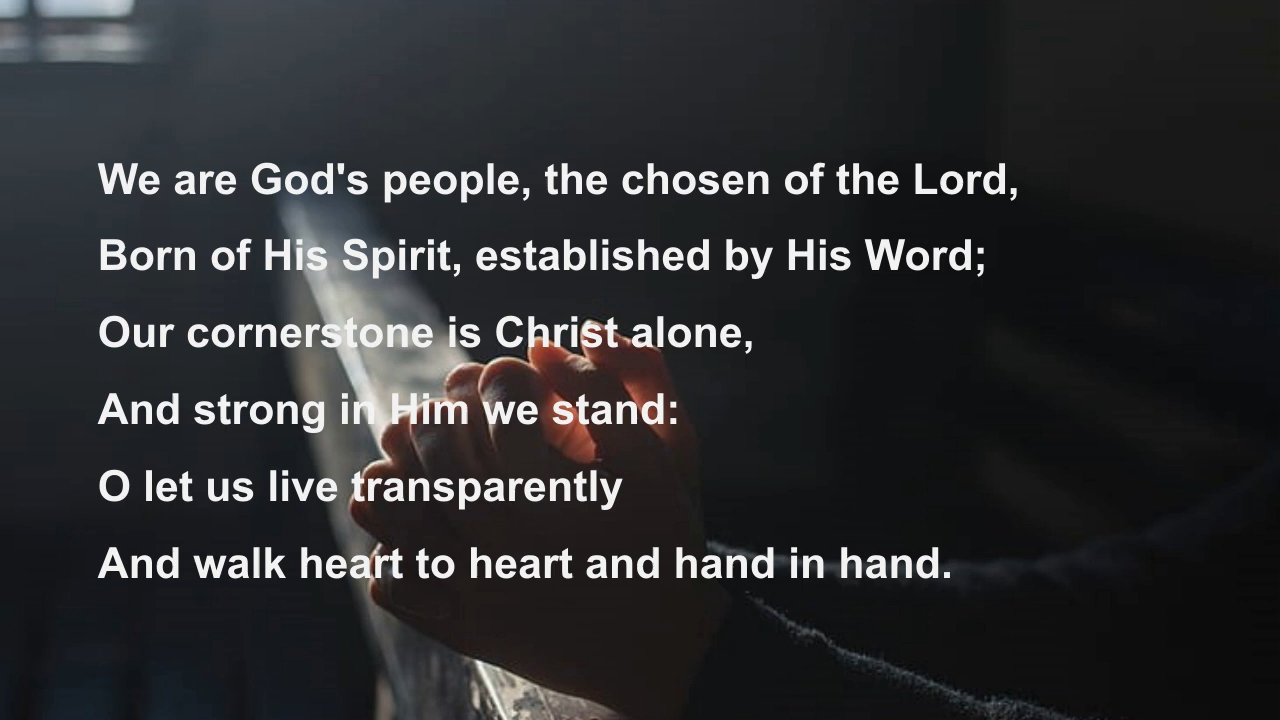 We are God's people, the chosen of the Lord,
Born of His Spirit, established by His Word;
Our cornerstone is Christ alone,
And strong in Him we stand:
O let us live transparently
And walk heart to heart and hand in hand.